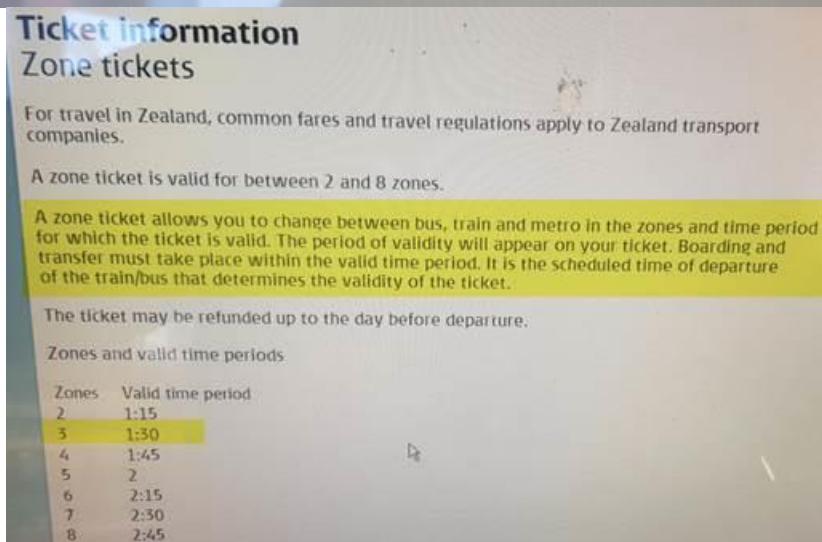 Ticket information
Zone tickets
For travel in Zealand, common fares and travel regulations apply to Zealand transport
companies.
A zone ticket is valid for between 2 and 8 zones.
A zone ticket allows you to change between bus, train and metro in the zones and time period
for which the ticket is valid. The period of validity will appear on your ticket. Boarding and
transfer must take place within the valid time period. It is the scheduled time of departure
of the train/bus that determines the validity of the ticket.
The ticket may be refunded up to the day before departure.
Zones and valid time periods
Zones Valid time period
2 1:15
3 1:30
4 1:45
5 2
6 2:15
7 2:30
8 2:45